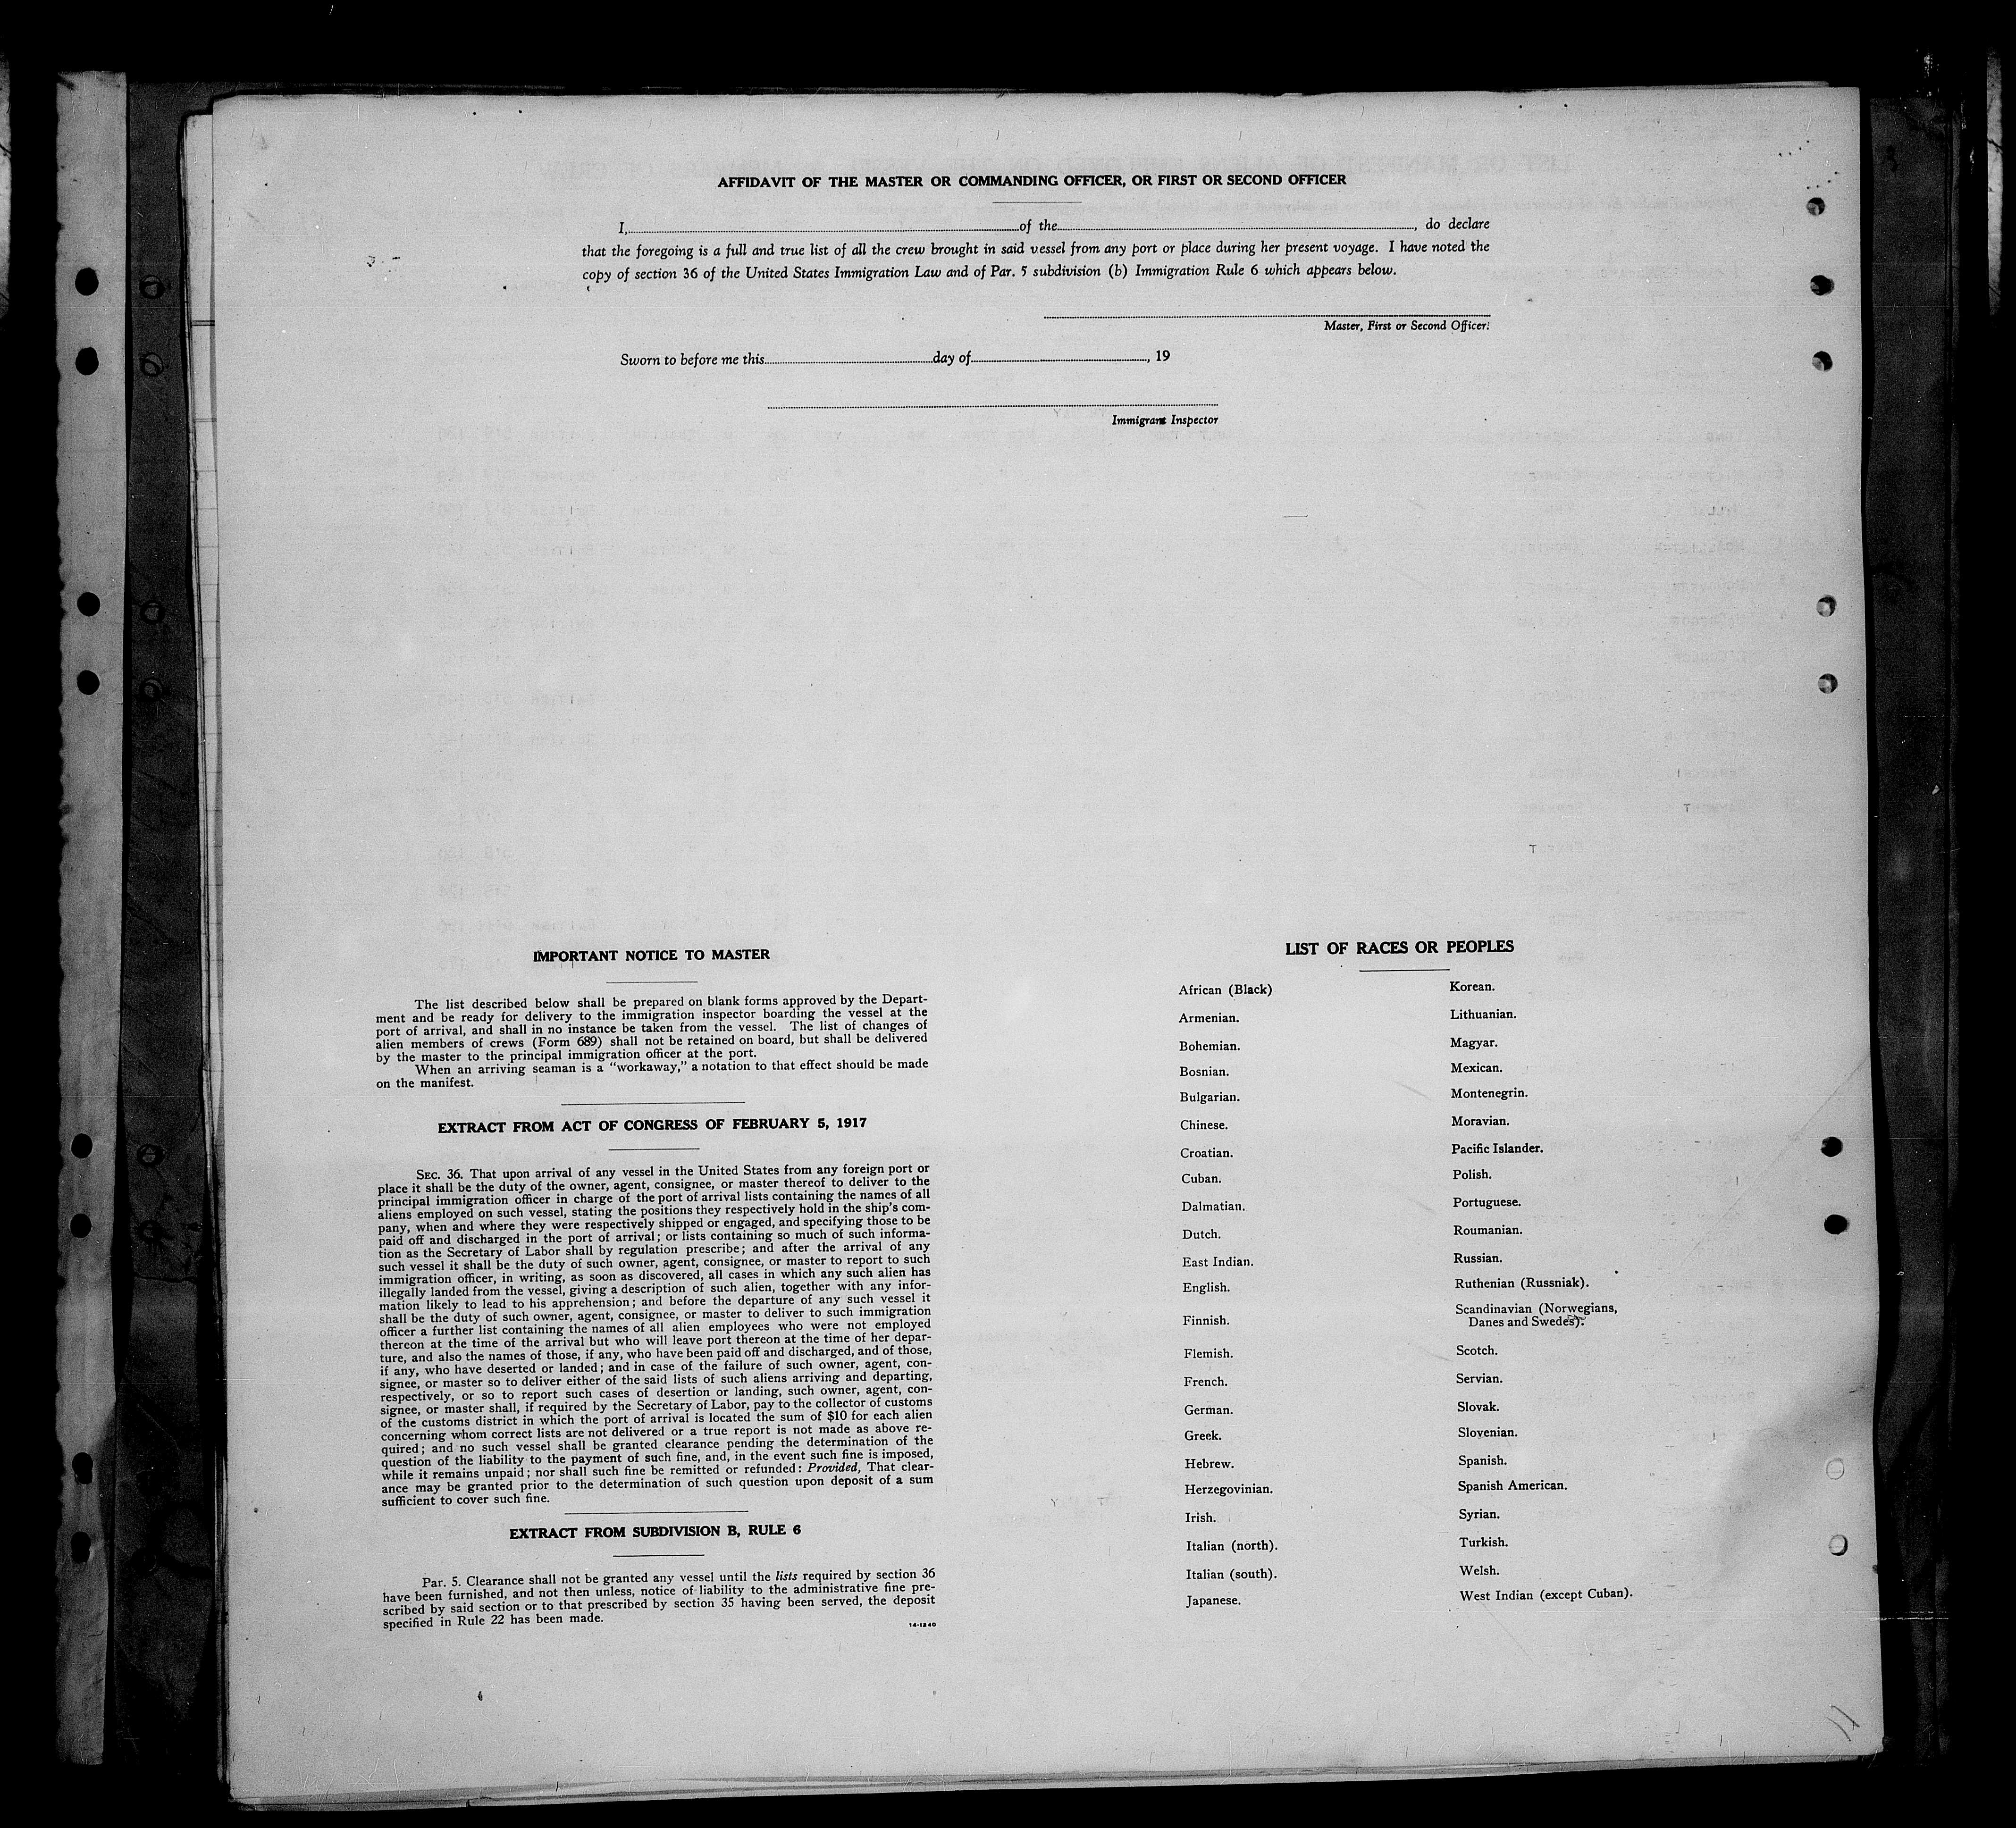 AFFIDAVIT OF THE MASTER OR COMMANDING OFFICER, OR FIRST OR SECOND OFFICER
I, of the , do declare
that the foregoing is a full and true list of all the crew brought in said vessel from any port or place during her present voyage. I have noted the
copy of section 36 of the United States Immigration Law and of Par. 5 subdivision (b) Immigration Rule 6 which appears below.
Master, First or Second Officer.
Sworn to before me this day of , 19
Immigrant Inspector
IMPORTANT NOTICE TO MASTER
The list described below shall be prepared on blank forms approved by the Depart-
ment and be ready for delivery to the immigration inspector boarding the vessel at the
port of arrival, and shall in no instance be taken from the vessel. The list of changes of
alien members of crews (Form 689) shall not be retained on board, but shall be delivered
by the master to the principal immigration officer at the port.
When an arriving seaman is a "workaway," a notation to that effect should be made
on the manifest.
EXTRACT FROM ACT OF CONGRESS OF FEBRUARY 5, 1917
SEC. 36. That upon arrival of any vessel in the United States from any foreign port or
place it shall be the duty of the owner, agent, consignee, or master thereof to deliver to the
principal immigration officer in charge of the port of arrival lists containing the names of all
aliens employed on such vessel, stating the positions they respectively hold in the ship's com-
pany, when and where they were respectively shipped or engaged, and specifying those to be
paid off and discharged in the port of arrival; or lists containing so much of such informa-
tion as the Secretary of Labor shall by regulation prescribe; and after the arrival of any
such vessel it shall be the duty of such owner, agent, consignee, or master to report to such
immigration officer, in writing, as soon as discovered, all cases in which any such alien has
illegally landed from the vessel, giving a description of such alien, together with any infor-
mation likely to lead to his apprehension; and before the departure of any such vessel it
shall be the duty of such owner, agent, consignee, or master to deliver to such immigration
officer a further list containing the names of all alien employees who were not employed
thereon at the time of the arrival but who will leave port thereon at the time of her depar-
ture, and also the names of those, if any, who have been paid off and discharged, and of those,
if any, who have deserted or landed; and in case of the failure of such owner, agent, con-
signee, or master so to deliver either of the said lists of such aliens arriving and departing,
respectively, or so to report such cases of desertion or landing, such owner, agent, con-
signee, or master shall, if required by the Secretary of Labor, pay to the collector of customs
of the customs district in which the port of arrival is located the sum of $10 for each alien
concerning whom correct lists are not delivered or a true report is not made as above re-
quired; and no such vessel shall be granted clearance pending the determination of the
question of the liability to the payment of such fine, and, in the event such fine is imposed,
while it remains unpaid; nor shall such fine be remitted or refunded: Provided, That clear-
ance may be granted prior to the determination of such question upon deposit of a sum
sufficient to cover such fine.
EXTRACT FROM SUBDIVISION B, RULE 6
Par. 5. Clearance shall not be granted any vessel until the lists required by section 36
have been furnished, and not then unless, notice of liability to the administrative fine pre-
scribed by said section or to that prescribed by section 35 having been served, the deposit
specified in Rule 22 has been made.
14-1240
LIST OF RACES OR PEOPLES
African (Black)
Armenian.
Bohemian.
Bosnian.
Bulgarian.
Chinese.
Croatian.
Cuban.
Dalmatian.
Dutch.
East Indian.
English.
Finnish.
Flemish.
French.
German.
Greek.
Hebrew.
Herzegovinian.
Irish.
Italian (north).
Italian (south).
Japanese.
Korean.
Lithuanian.
Magyar.
Mexican.
Montenegrin.
Moravian.
Pacific Islander.
Polish.
Portuguese.
Roumanian.
Russian.
Ruthenian (Russniak).
Scandinavian (Norwegians,
Danes and Swedes).
Scotch.
Servian.
Slovak.
Slovenian.
Spanish.
Spanish American.
Syrian.
Turkish.
Welsh.
West Indian (except Cuban).